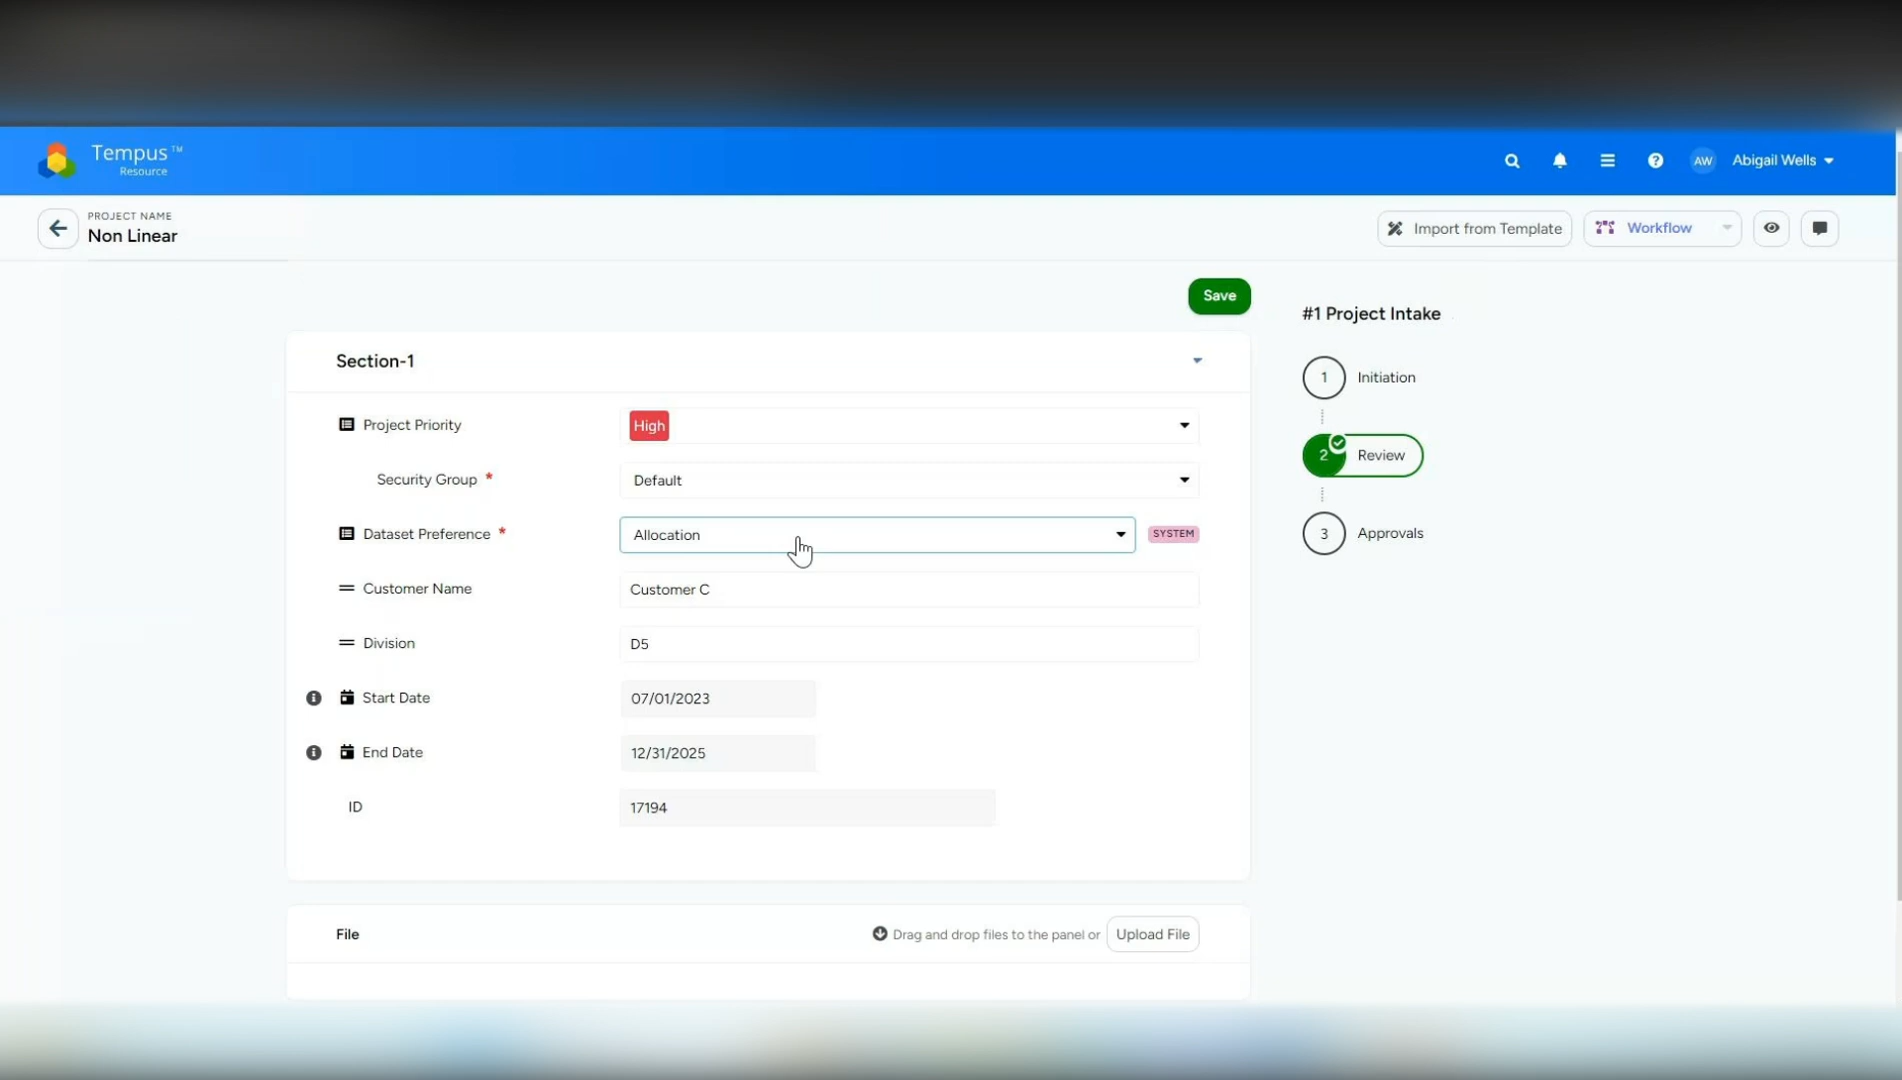 Tempus™
Resource
AW
Abigail Wells
PROJECT NAME
Non Linear
Import from Template
Workflow
Save
#1 Project Intake
Section-1
1
Initiation
Project Priority
High
2
Review
Security Group *
Default
Dataset Preference *
Allocation
SYSTEM
3
Approvals
Customer Name
Customer C
Division
D5
Start Date
07/01/2023
End Date
12/31/2025
ID
17194
File
Drag and drop files to the panel or
Upload File